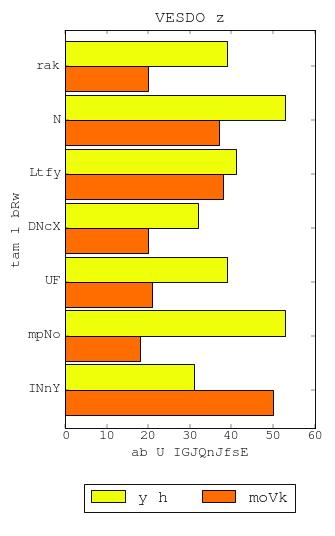 VESDO z
rak
N
Ltfy
DNcX
UF
mpNo
INnY
tam l bRw
0 10 20 30 40 50 60
ab U IGJQnJfsE
y h moVk